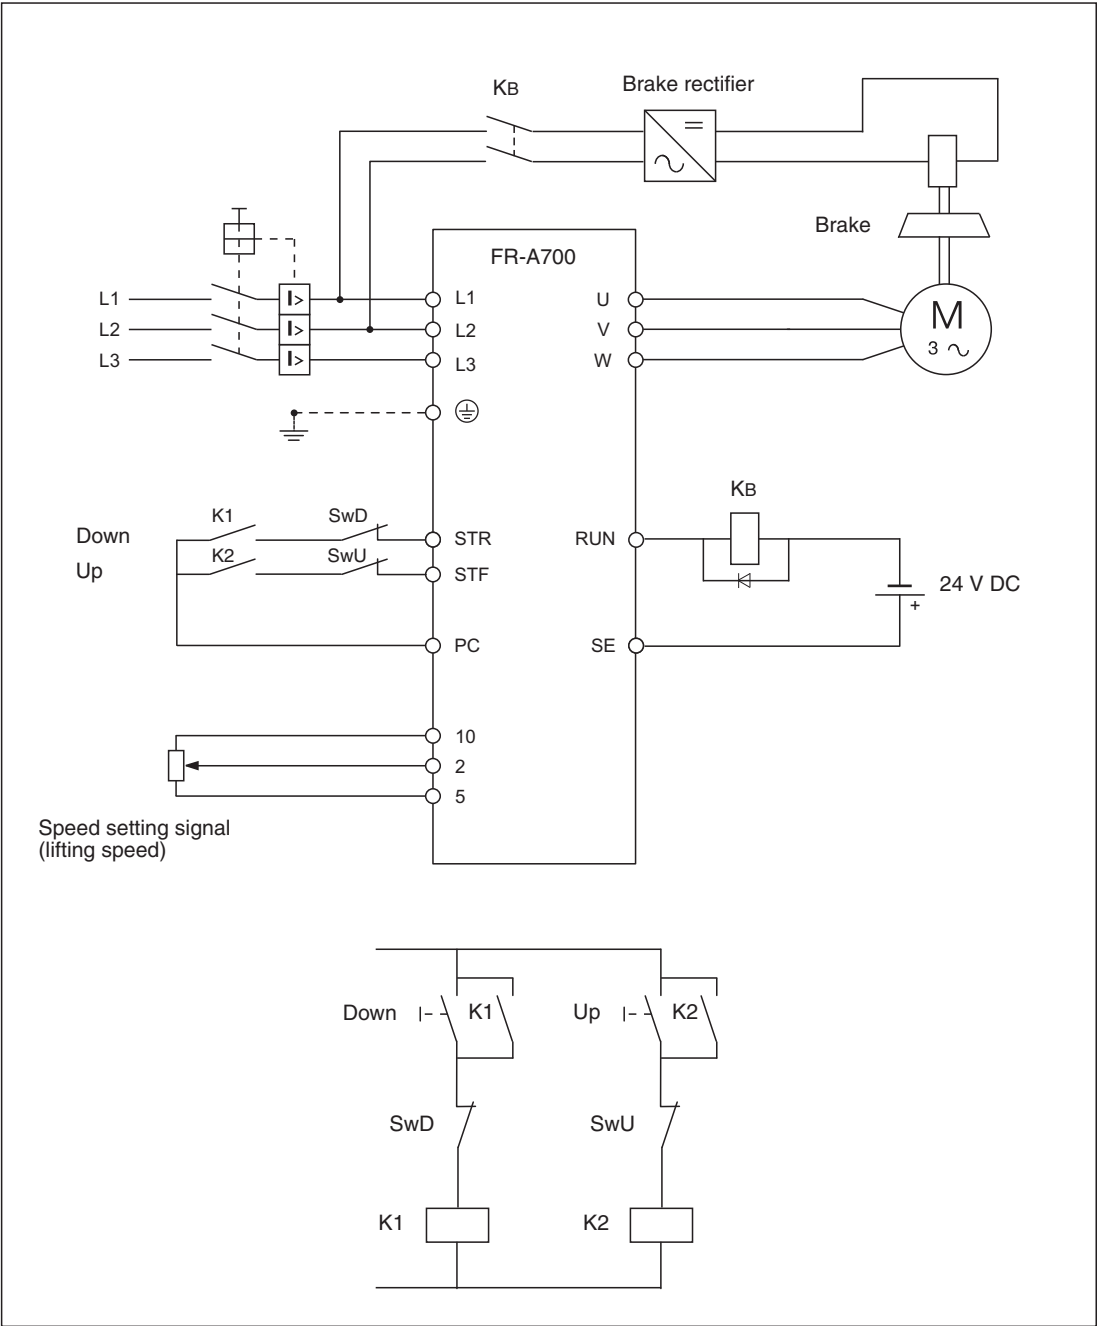 KB
Brake rectifier
Brake
FR-A700
L1 L1 U
L2 L2 V
L3 L3 W
M
3
I>
I>
I>
KB
K1 SwD
Down STR RUN
K2 SwU
Up STF
24 V DC
+
PC SE
10
2
5
Speed setting signal
(lifting speed)
Down K1 Up K2
SwD SwU
K1 K2